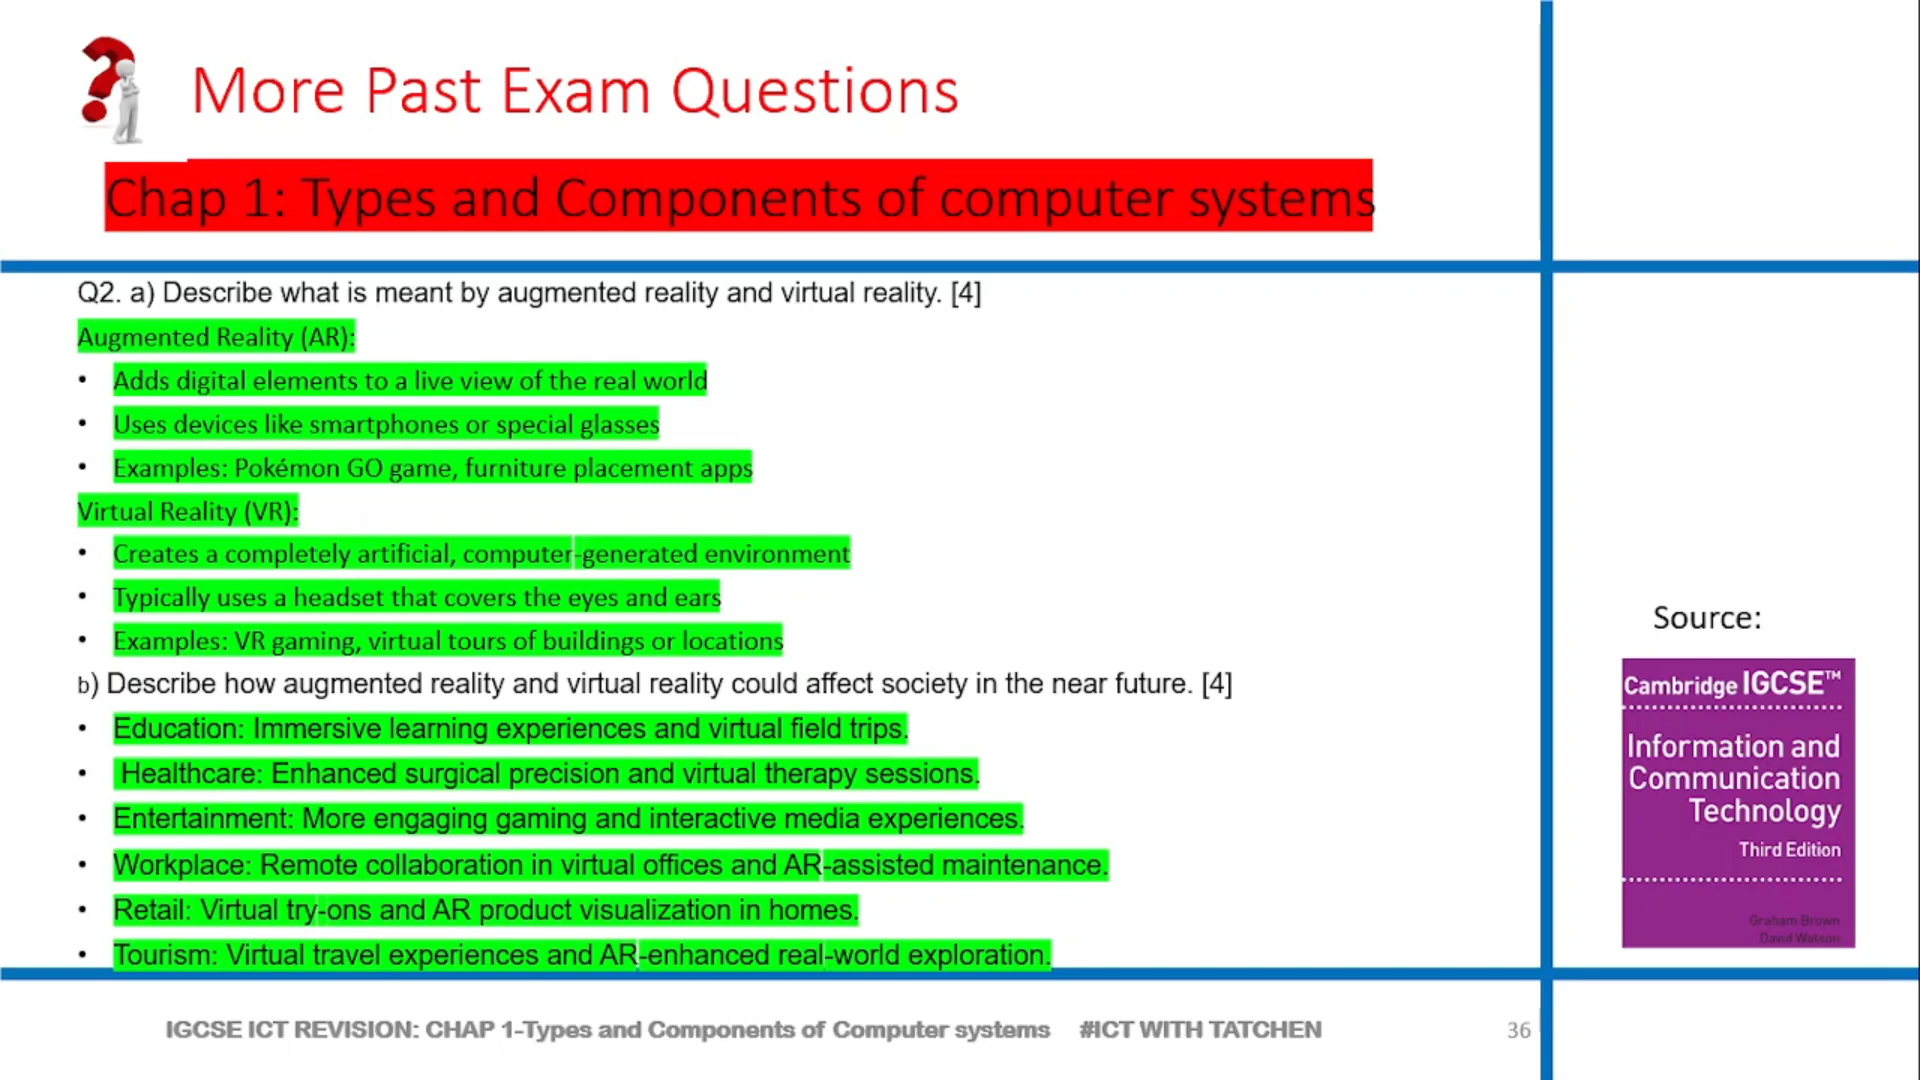 More Past Exam Questions
Chap 1: Types and Components of computer systems
Q2. a) Describe what is meant by augmented reality and virtual reality. [4]
Augmented Reality (AR):
• Adds digital elements to a live view of the real world
• Uses devices like smartphones or special glasses
• Examples: Pokémon GO game, furniture placement apps
Virtual Reality (VR):
• Creates a completely artificial, computer-generated environment
• Typically uses a headset that covers the eyes and ears
• Examples: VR gaming, virtual tours of buildings or locations
b) Describe how augmented reality and virtual reality could affect society in the near future. [4]
• Education: Immersive learning experiences and virtual field trips.
• Healthcare: Enhanced surgical precision and virtual therapy sessions.
• Entertainment: More engaging gaming and interactive media experiences.
• Workplace: Remote collaboration in virtual offices and AR-assisted maintenance.
• Retail: Virtual try-ons and AR product visualization in homes.
• Tourism: Virtual travel experiences and AR-enhanced real-world exploration.
Source:
Cambridge IGCSE™
Information and
Communication
Technology
Third Edition
Graham Brown
David Watson
IGCSE ICT REVISION: CHAP 1-Types and Components of Computer systems #ICT WITH TATCHEN
36